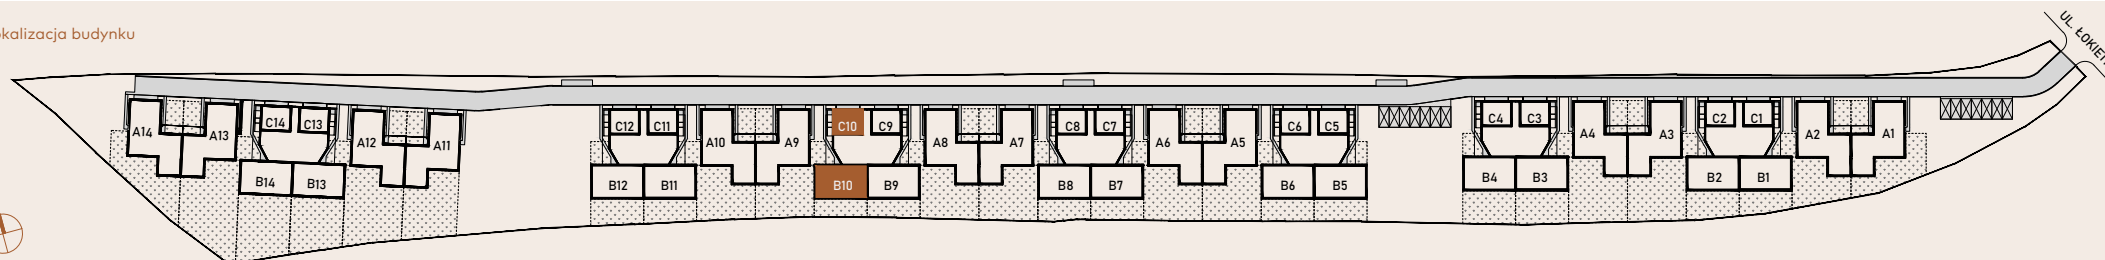 kalizacja budynku
UL. ŁOKIET
C14 C13 C12 C11 C10 C9 C8 C7 C6 C5 C4 C3 C2 C1
A14 A13 A12 A11 A10 A9 A8 A7 A6 A5 A4 A3 A2 A1
B14 B13 B12 B11 B10 B9 B8 B7 B6 B5 B4 B3 B2 B1